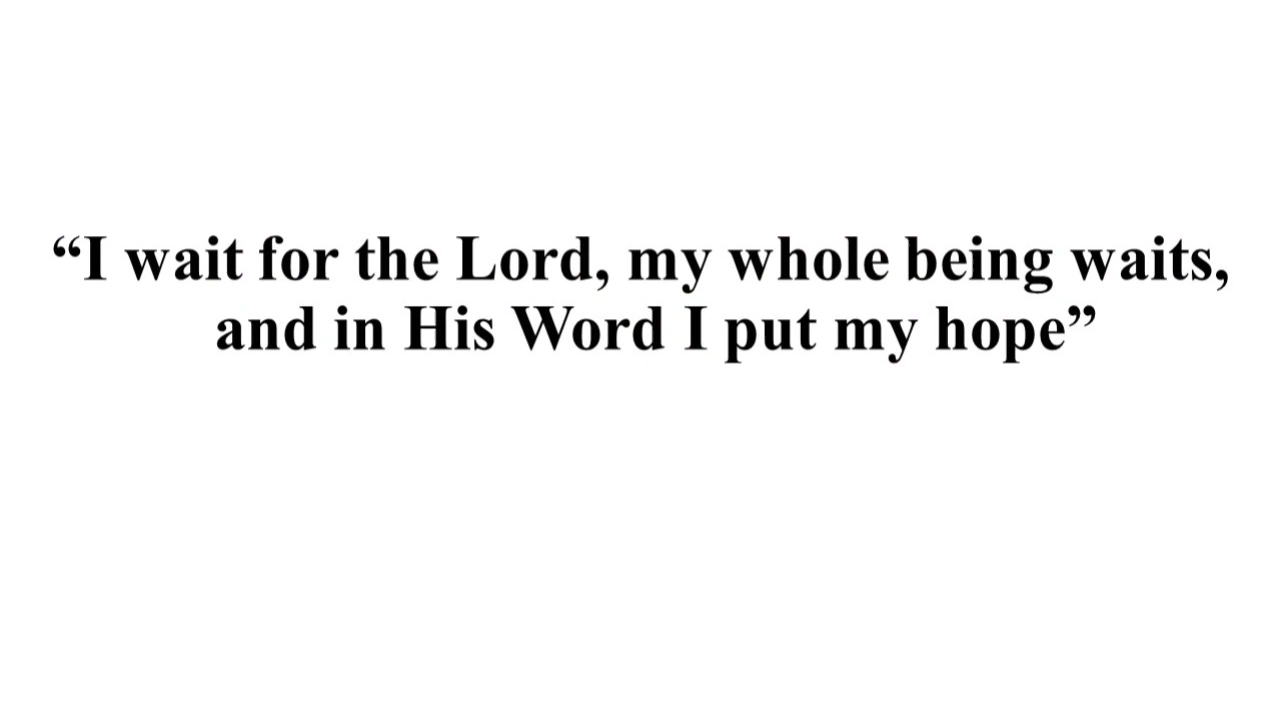 “I wait for the Lord, my whole being waits,
and in His Word I put my hope”